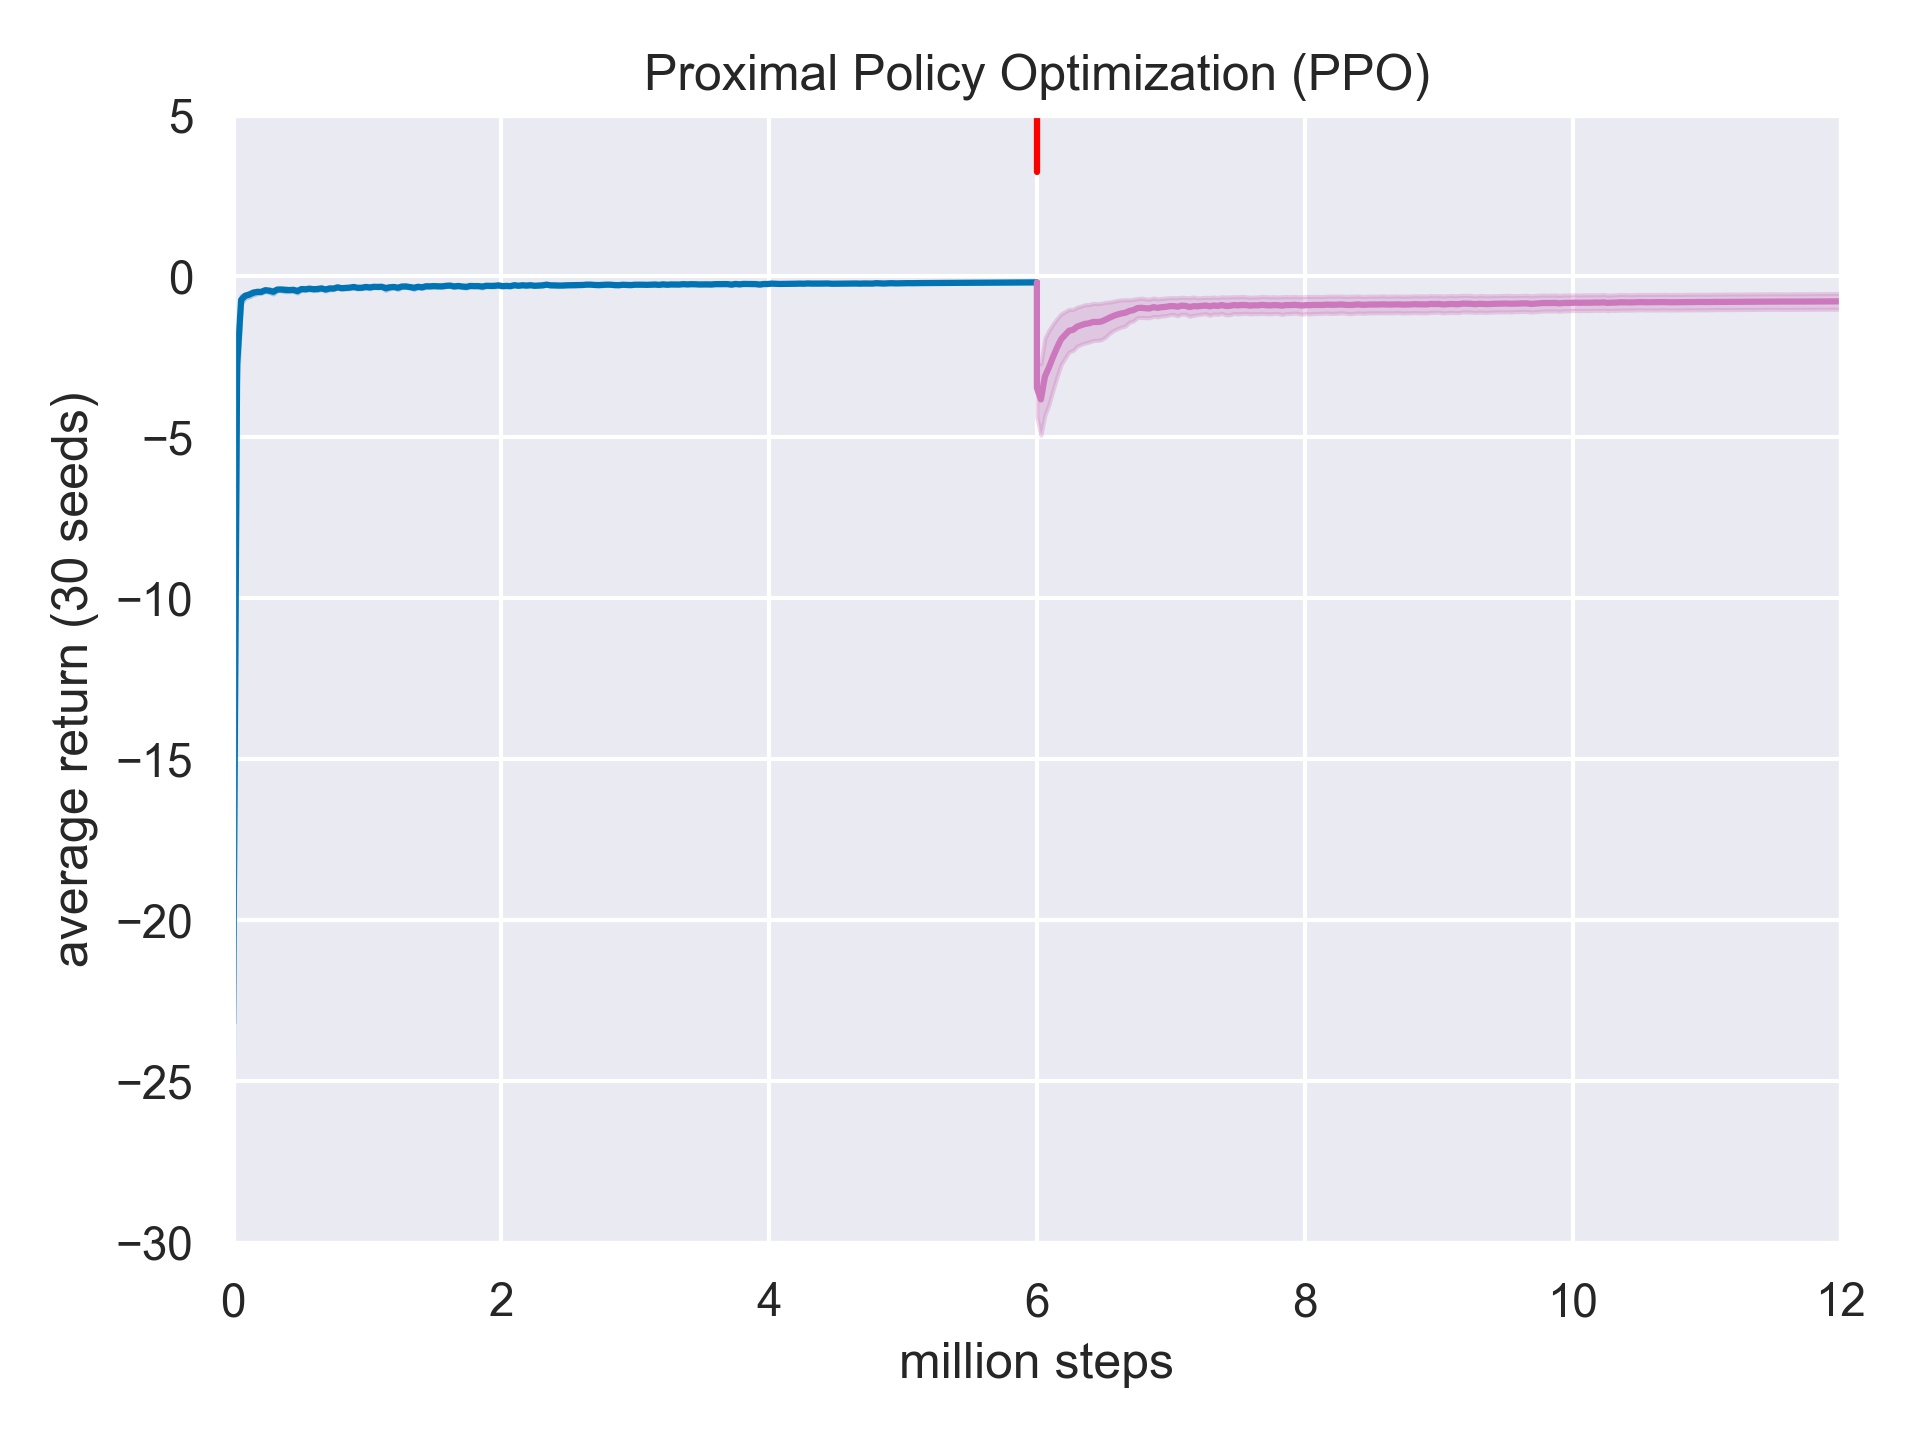 Proximal Policy Optimization (PPO)
5
0
−5
−10
−15
−20
−25
−30
average return (30 seeds)
0 2 4 6 8 10 12
million steps